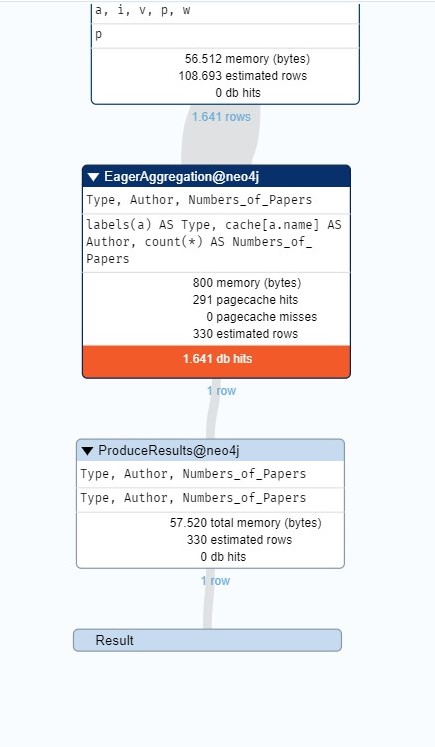 a, i, v, p, w
p
56.512 memory (bytes)
108.693 estimated rows
0 db hits
1.641 rows
EagerAggregation@neo4j
Type, Author, Numbers_of_Papers
labels(a) AS Type, cache[a.name] AS
Author, count(*) AS Numbers_of_
Papers
800 memory (bytes)
291 pagecache hits
0 pagecache misses
330 estimated rows
1.641 db hits
1 row
ProduceResults@neo4j
Type, Author, Numbers_of_Papers
Type, Author, Numbers_of_Papers
57.520 total memory (bytes)
330 estimated rows
0 db hits
1 row
Result